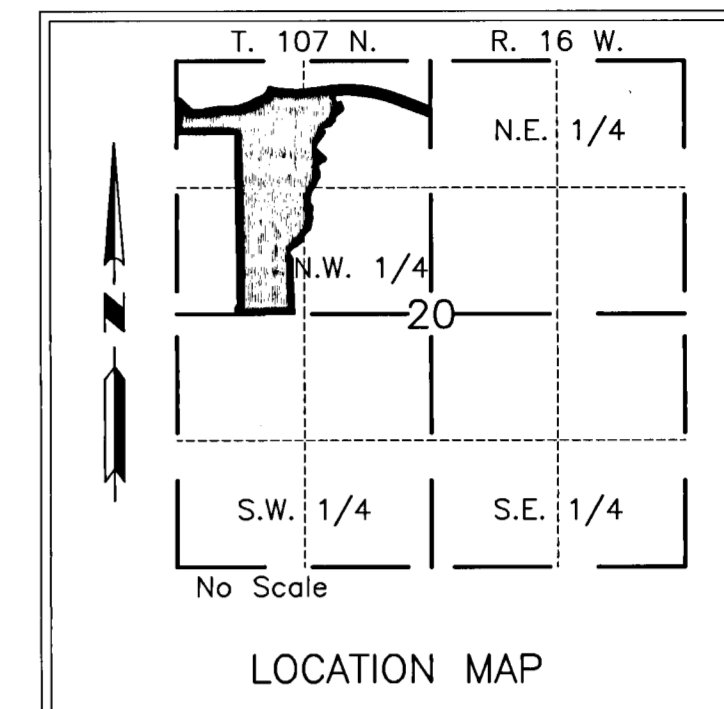 T. 107 N. R. 16 W.
N.E. 1/4
N
N.W. 1/4
20
S.W. 1/4 S.E. 1/4
No Scale
LOCATION MAP